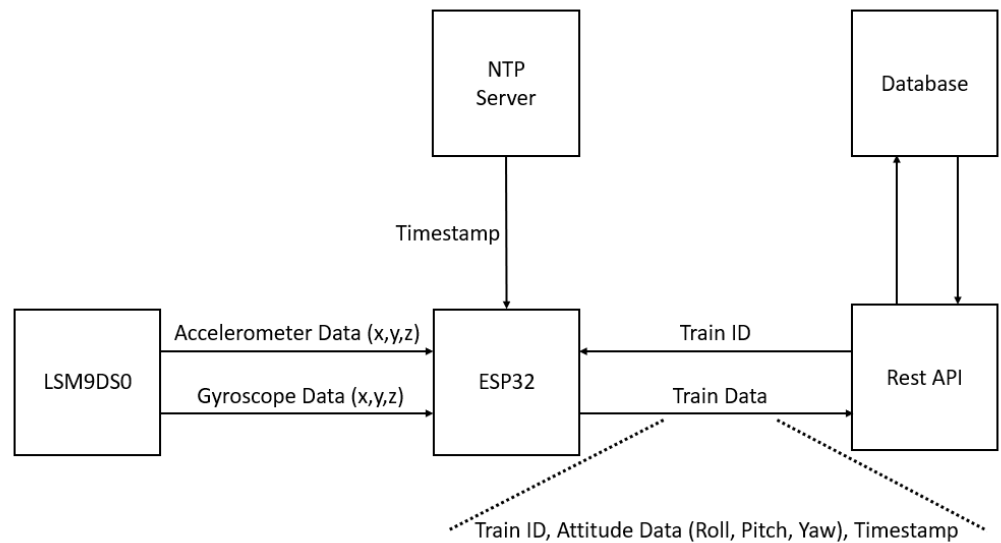 NTP
Server
Database
Timestamp
Accelerometer Data (x,y,z)
Train ID
LSM9DS0
ESP32
Rest API
Gyroscope Data (x,y,z)
Train Data
Train ID, Attitude Data (Roll, Pitch, Yaw), Timestamp